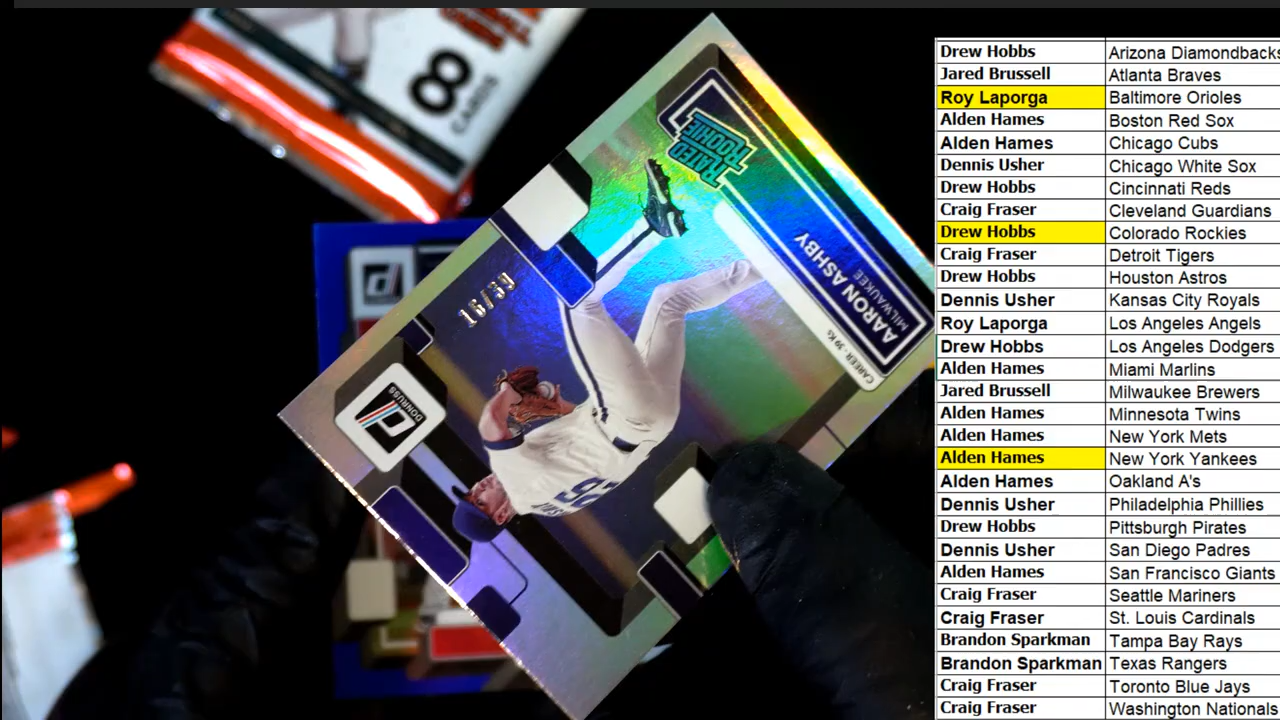 8
CARDS
RATED
ROOKIE
AARON ASHBY
MILWAUKEE
CAREER • 39 KS
DONRUSS
Drew Hobbs Arizona Diamondbacks
Jared Brussell Atlanta Braves
Roy Laporga Baltimore Orioles
Alden Hames Boston Red Sox
Alden Hames Chicago Cubs
Dennis Usher Chicago White Sox
Drew Hobbs Cincinnati Reds
Craig Fraser Cleveland Guardians
Drew Hobbs Colorado Rockies
Craig Fraser Detroit Tigers
Drew Hobbs Houston Astros
Dennis Usher Kansas City Royals
Roy Laporga Los Angeles Angels
Drew Hobbs Los Angeles Dodgers
Alden Hames Miami Marlins
Jared Brussell Milwaukee Brewers
Alden Hames Minnesota Twins
Alden Hames New York Mets
Alden Hames New York Yankees
Alden Hames Oakland A's
Dennis Usher Philadelphia Phillies
Drew Hobbs Pittsburgh Pirates
Dennis Usher San Diego Padres
Alden Hames San Francisco Giants
Craig Fraser Seattle Mariners
Craig Fraser St. Louis Cardinals
Brandon Sparkman Tampa Bay Rays
Brandon Sparkman Texas Rangers
Craig Fraser Toronto Blue Jays
Craig Fraser Washington Nationals